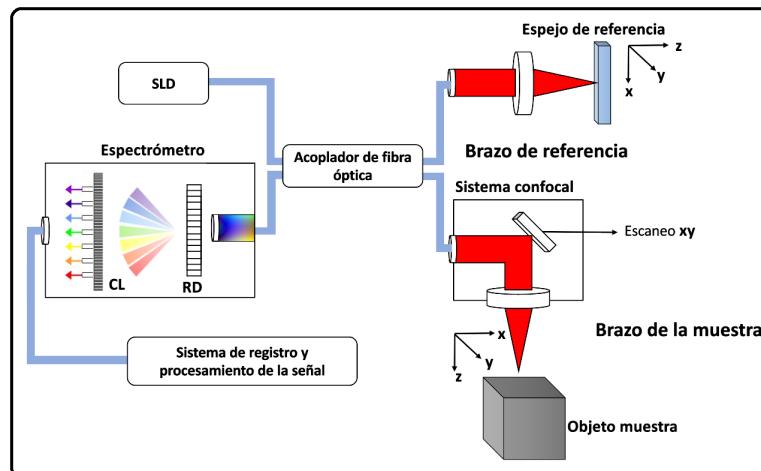 Espejo de referencia
z
y
x
SLD
Espectrómetro
Acoplador de fibra
óptica
Brazo de referencia
Sistema confocal
Escaneo xy
CL
RD
Brazo de la muestra
x
y
z
Sistema de registro y
procesamiento de la señal
Objeto muestra